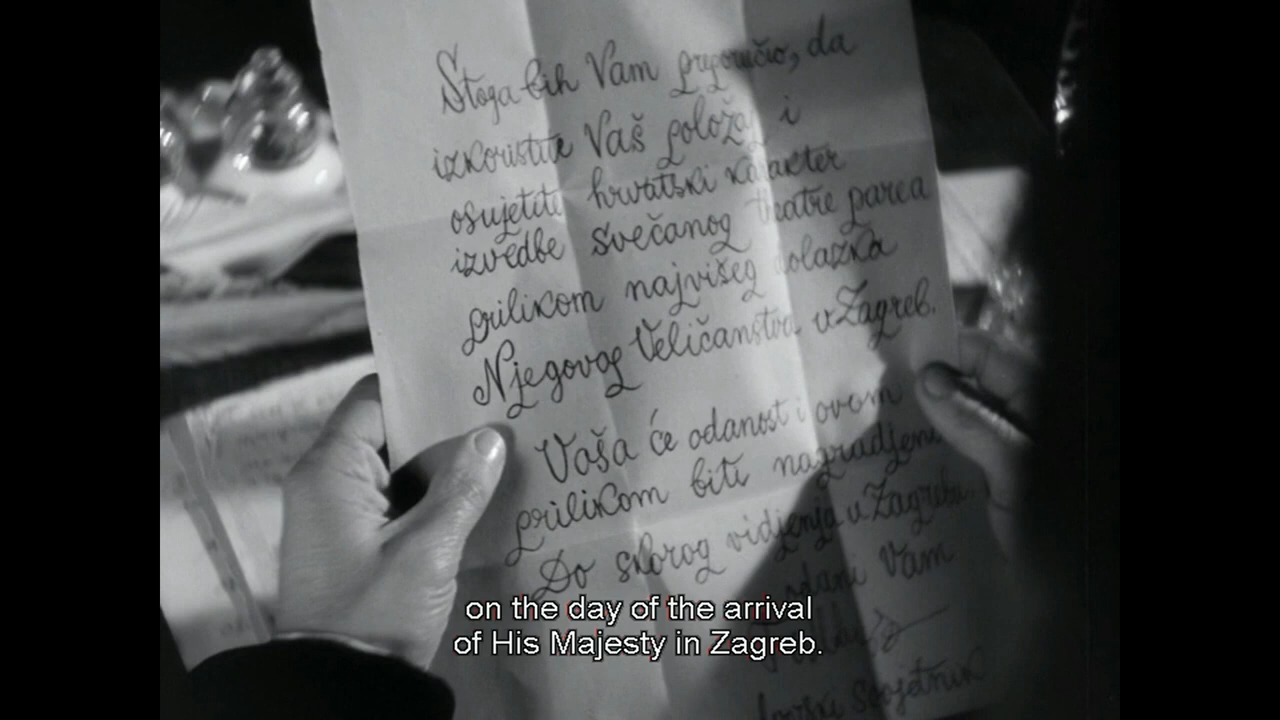 Stoga bih Vam preporučio, da
izkoristite Vaš položaj i
osujetite hrvatski karakter
izvedbe svečanog theatre parea
prilikom najvišeg dolazka
Njegovog Veličanstva u Zagreb.
Vaša će odanost i ovom
prilikom biti nagradjena
Do skorog vidjenja u Zagrebu.
odani Vam
dvorski savjetnik
on the day of the arrival
of His Majesty in Zagreb.